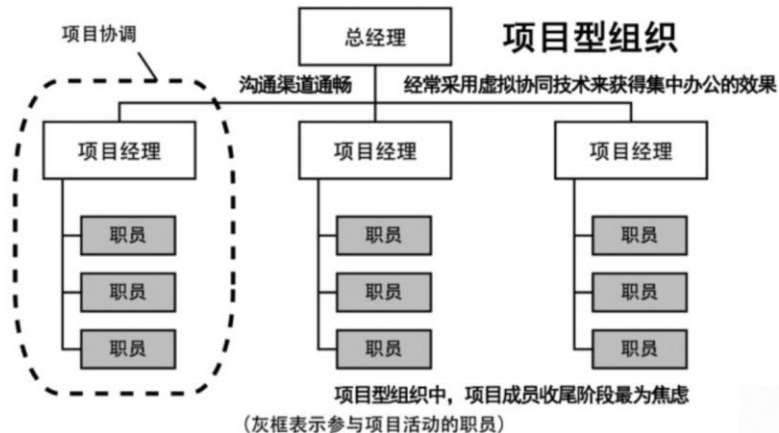 项目协调
总经理
项目型组织
沟通渠道通畅
经常采用虚拟协同技术来获得集中办公的效果
项目经理
项目经理
项目经理
职员
职员
职员
职员
职员
职员
职员
职员
职员
项目型组织中，项目成员收尾阶段最为焦虑
（灰框表示参与项目活动的职员）